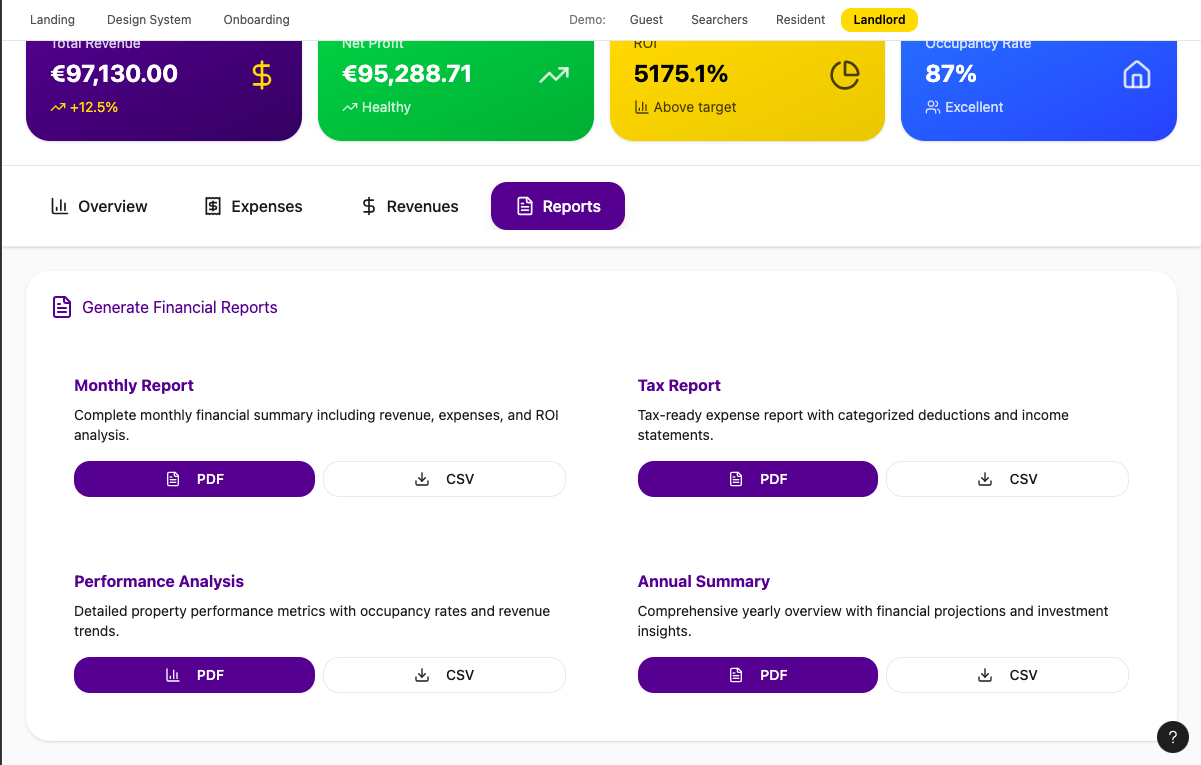 Landing Design System Onboarding Demo: Guest Searchers Resident Landlord
Total Revenue
€97,130.00
+12.5%
Net Profit
€95,288.71
Healthy
ROI
5175.1%
Above target
Occupancy Rate
87%
Excellent
Overview Expenses Revenues Reports
Generate Financial Reports
Monthly Report
Complete monthly financial summary including revenue, expenses, and ROI
analysis.
PDF CSV
Tax Report
Tax-ready expense report with categorized deductions and income
statements.
PDF CSV
Performance Analysis
Detailed property performance metrics with occupancy rates and revenue
trends.
PDF CSV
Annual Summary
Comprehensive yearly overview with financial projections and investment
insights.
PDF CSV
?